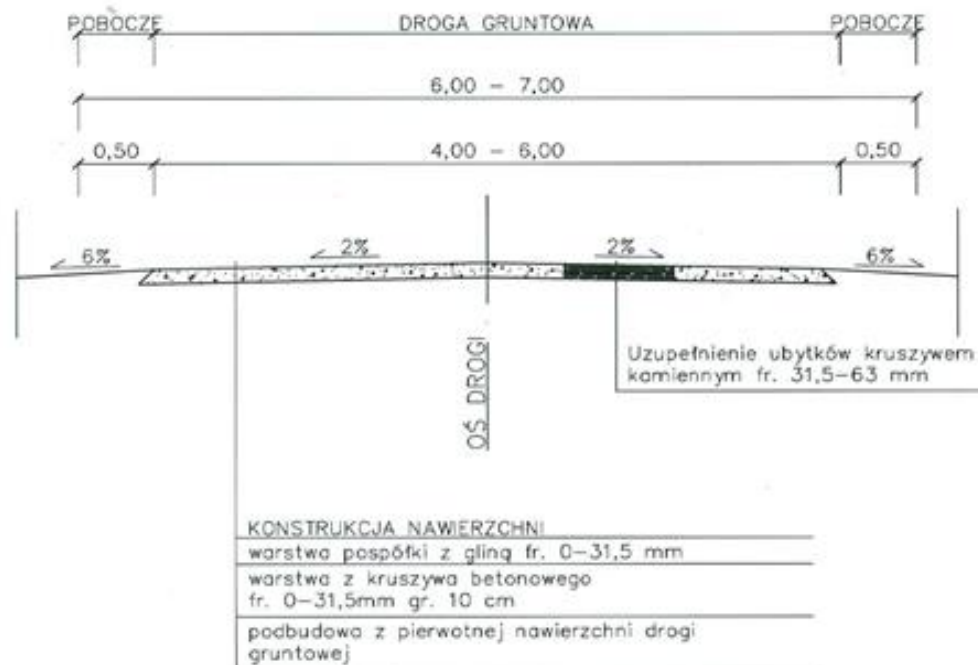 POBOCZE DROGA GRUNTOWA POBOCZE
6,00 - 7,00
0,50 4,00 - 6,00 0,50
6% 2% 2% 6%
Uzupełnienie ubytków kruszywem
kamiennym fr. 31,5-63 mm
OŚ DROGI
KONSTRUKCJA NAWIERZCHNI
warstwa pospółki z gliną fr. 0-31,5 mm
warstwa z kruszywa betonowego
fr. 0-31,5mm gr. 10 cm
podbudowa z pierwotnej nawierzchni drogi
gruntowej